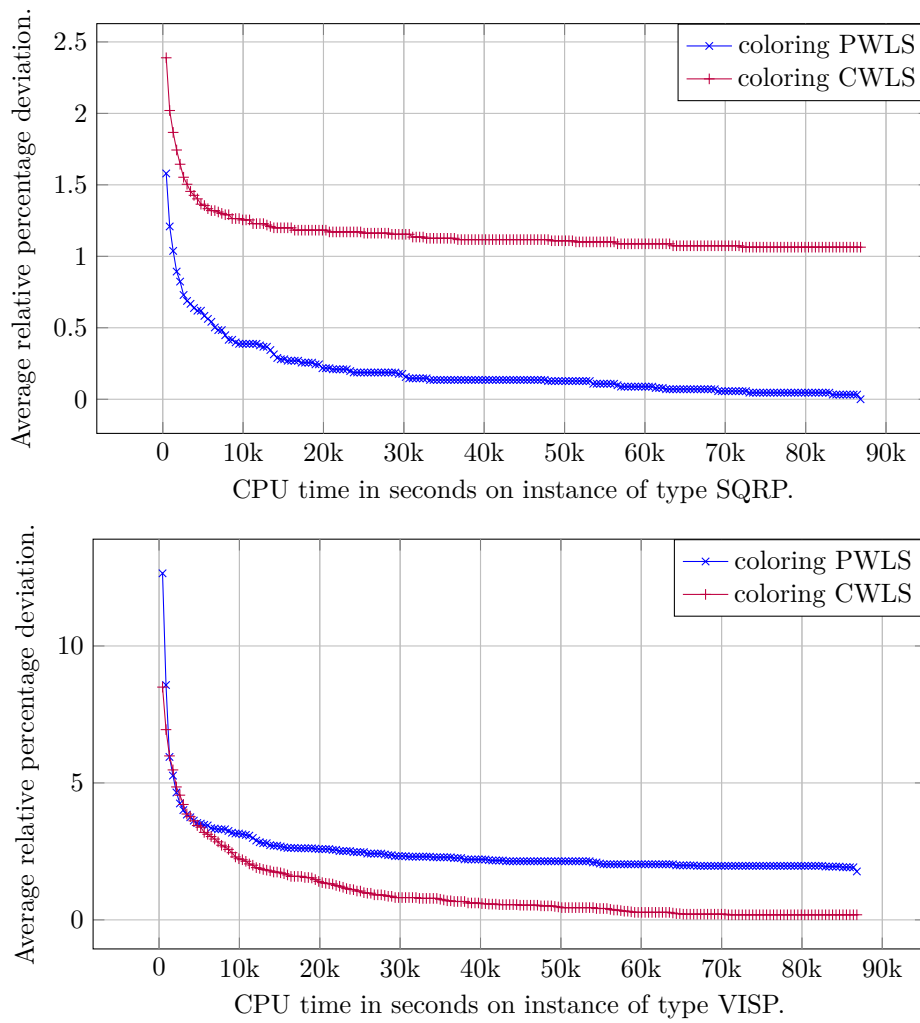 Average relative percentage deviation.
2.5
2
1.5
1
0.5
0
coloring PWLS
coloring CWLS
0 10k 20k 30k 40k 50k 60k 70k 80k 90k
CPU time in seconds on instance of type SQRP.
Average relative percentage deviation.
10
5
0
coloring PWLS
coloring CWLS
0 10k 20k 30k 40k 50k 60k 70k 80k 90k
CPU time in seconds on instance of type VISP.